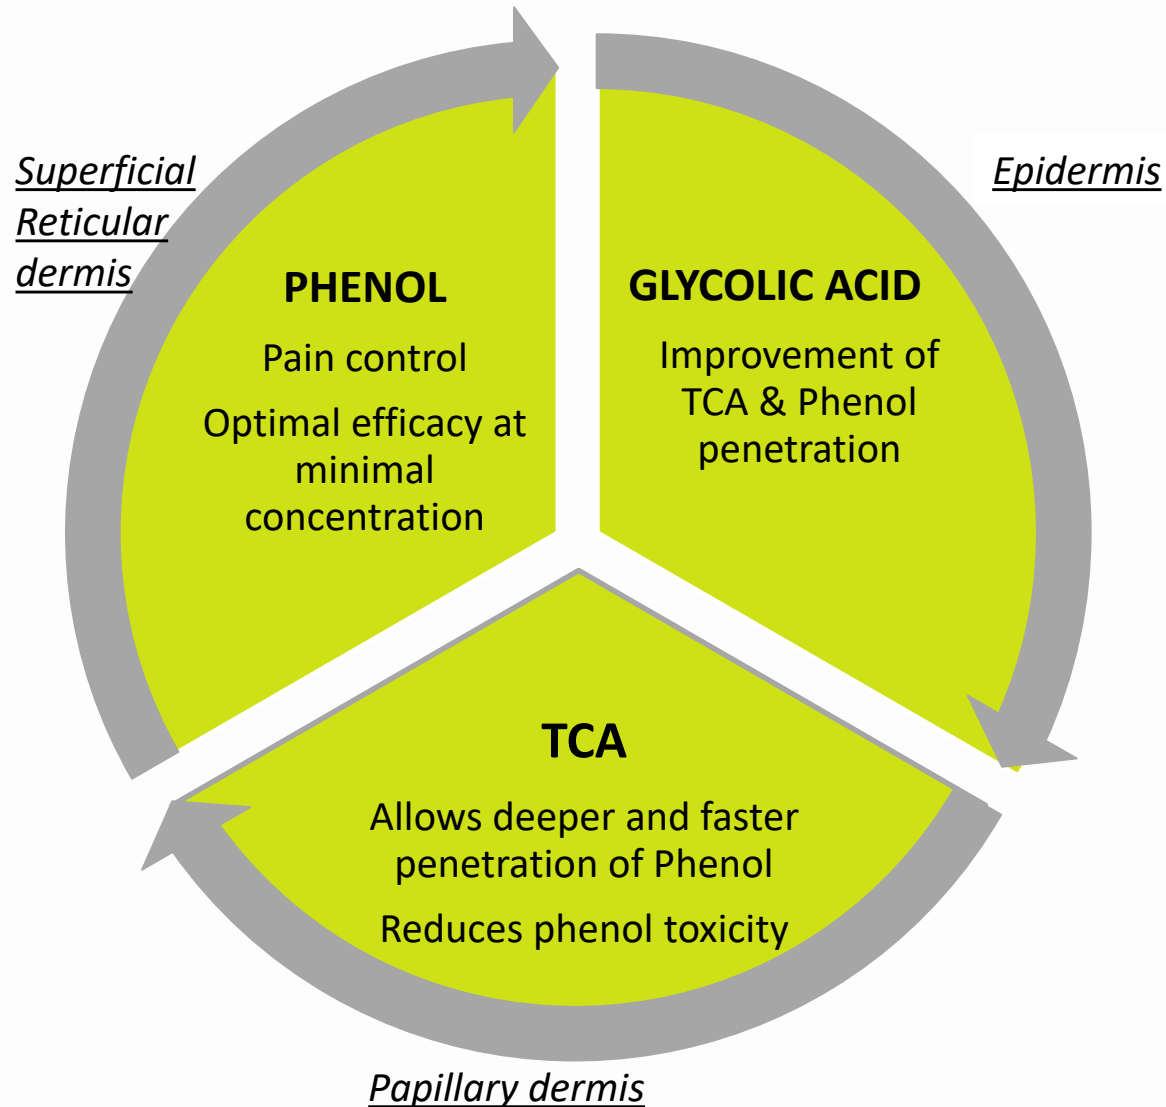 Superficial
Reticular
dermis
Epidermis
PHENOL
Pain control
Optimal efficacy at
minimal
concentration
GLYCOLIC ACID
Improvement of
TCA & Phenol
penetration
TCA
Allows deeper and faster
penetration of Phenol
Reduces phenol toxicity
Papillary dermis